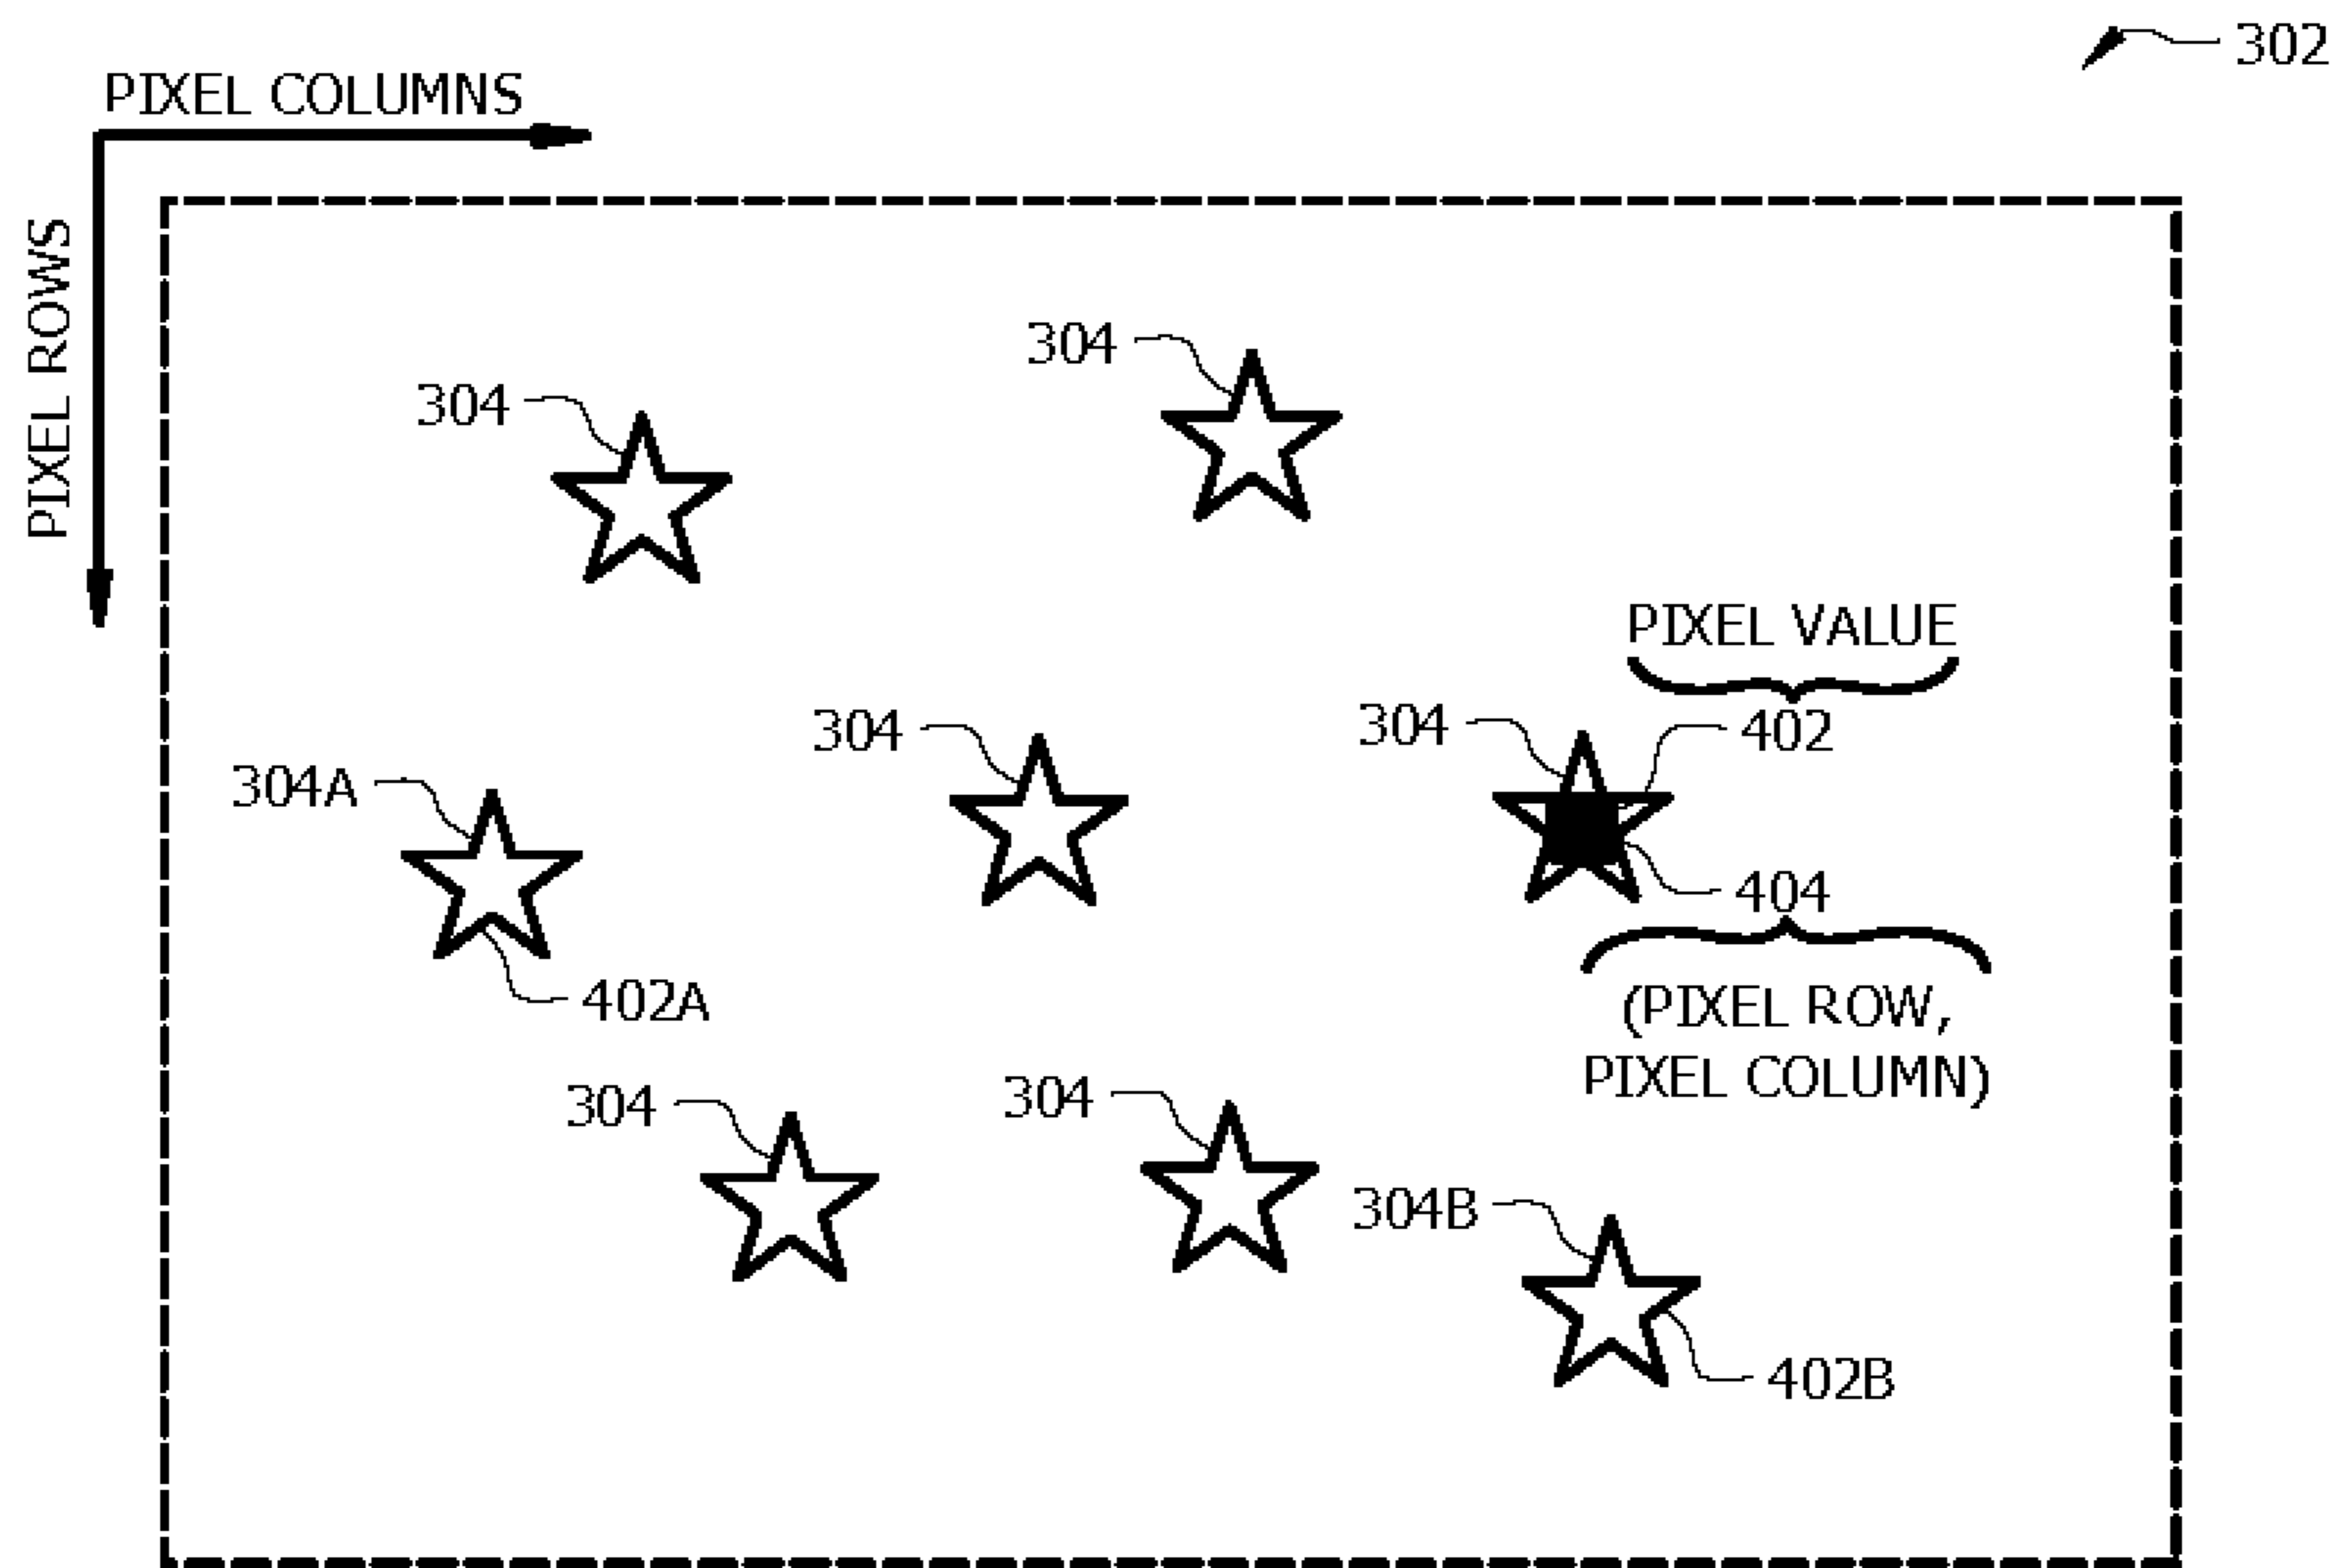 302
PIXEL COLUMNS
PIXEL ROWS
304
304
PIXEL VALUE
304
304
402
304A
404
402A
(PIXEL ROW,
PIXEL COLUMN)
304
304
304B
402B